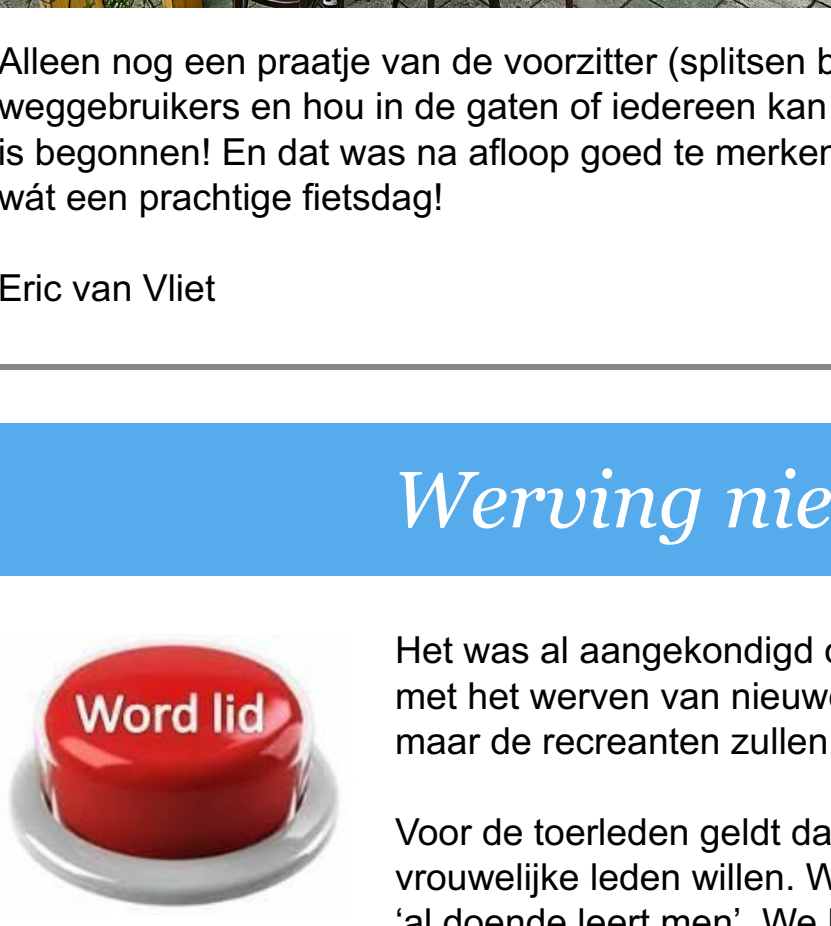 Alleen nog een praatje van de voorzitter (splitsen b
weggebruikers en hou in de gaten of iedereen kan
is begonnen! En dat was na afloop goed te merken
wát een prachtige fietsdag!
Eric van Vliet
Werving nie
Word lid
Het was al aangekondigd
met het werven van nieuwe
maar de recreanten zullen
Voor de toerleden geldt da
vrouwelijke leden willen. W
‘al doende leert men’. We